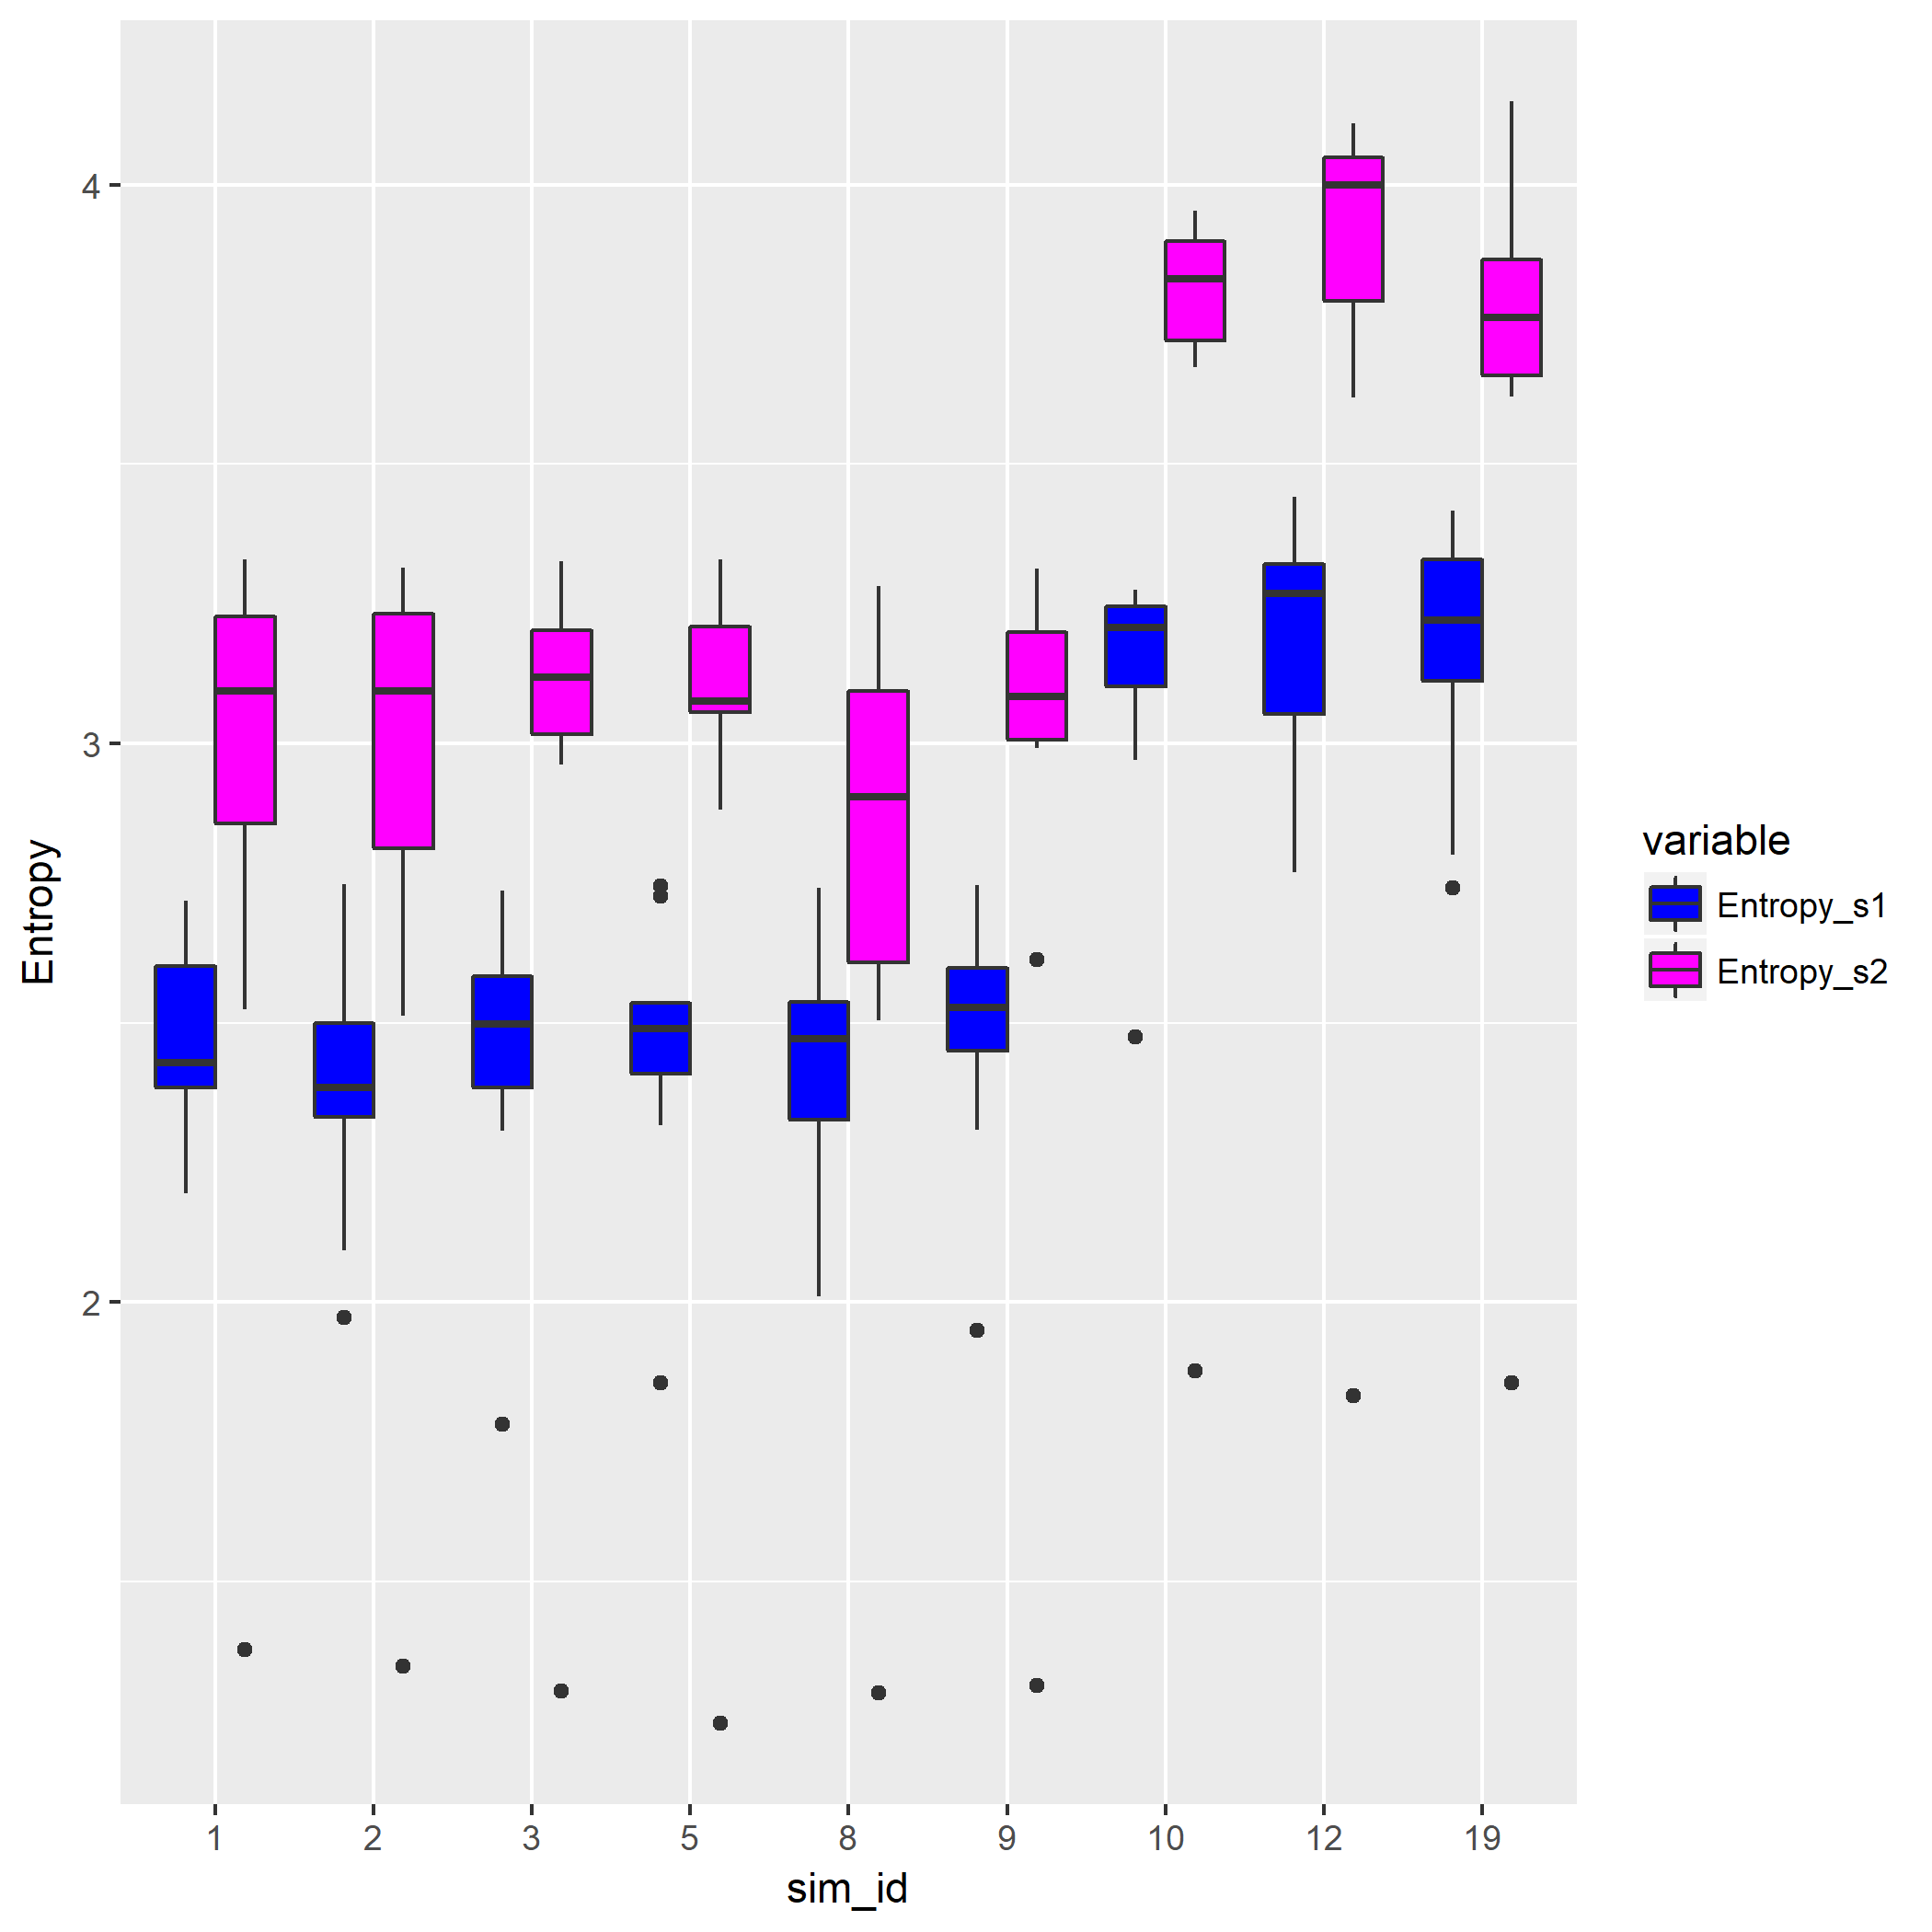 Entropy
4
3
2
1 2 3 5 8 9 10 12 19
sim_id
variable
Entropy_s1
Entropy_s2